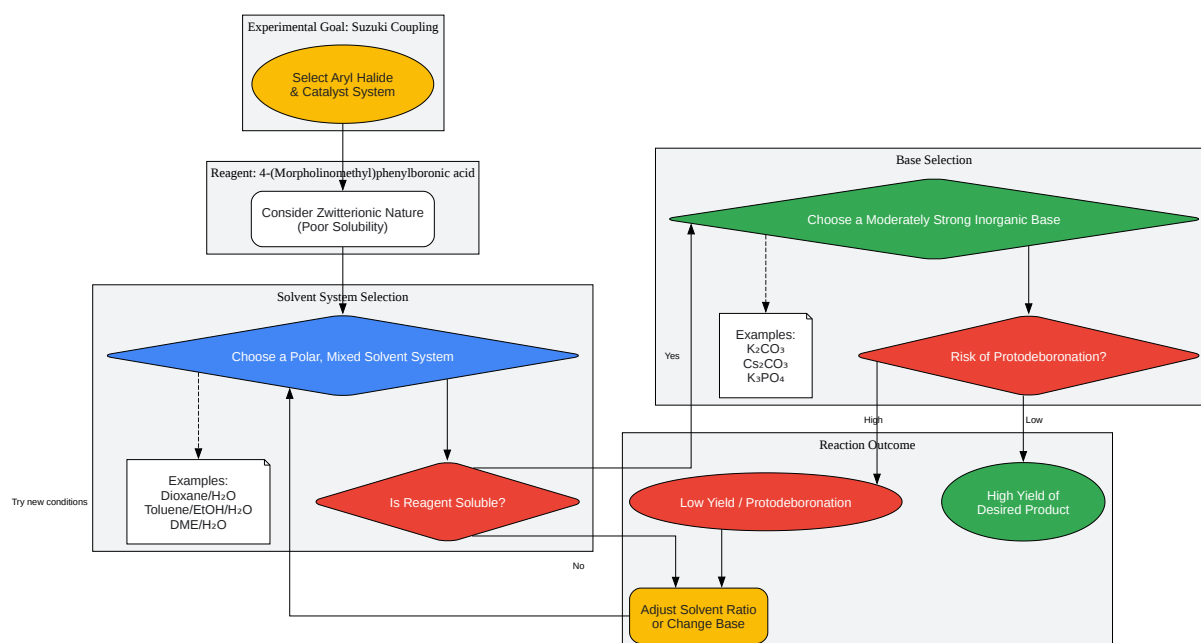 Experimental Goal: Suzuki Coupling
Select Aryl Halide
& Catalyst System
Reagent: 4-(Morpholinomethyl)phenylboronic acid
Consider Zwitterionic Nature
(Poor Solubility)
Solvent System Selection
Choose a Polar, Mixed Solvent System
Examples:
Dioxane/H₂O
Toluene/EtOH/H₂O
DME/H₂O
Is Reagent Soluble?
Yes
No
Try new conditions
Base Selection
Choose a Moderately Strong Inorganic Base
Examples:
K₂CO₃
Cs₂CO₃
K₃PO₄
Risk of Protodeboronation?
High
Low
Reaction Outcome
Low Yield / Protodeboronation
High Yield of
Desired Product
Adjust Solvent Ratio
or Change Base